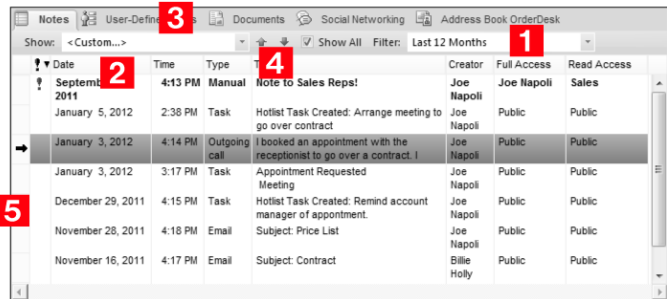 Notes User-Define 3 s Documents Social Networking Address Book OrderDesk
Show: <Custom...> Show All Filter: Last 12 Months 1
Date 2 Time Type 4 Creator Full Access Read Access
Septemb 4:13 PM Manual Note to Sales Reps! Joe Joe Napoli Sales
2011 Napoli
January 5, 2012 2:38 PM Task Hotlist Task Created: Arrange meeting to Joe Public Public
go over contract Napoli
January 3, 2012 4:14 PM Outgoing I booked an appointment with the Joe Public Public
call receptionist to go over a contract. I Napoli
January 3, 2012 3:17 PM Task Appointment Requested Joe Public Public
Meeting Napoli
5 December 29, 2011 4:15 PM Task Hotlist Task Created: Remind account Joe Public Public
manager of appontment. Napoli
November 28, 2011 4:18 PM Email Subject: Price List Joe Public Public
Napoli
November 16, 2011 4:17 PM Email Subject: Contract Billie Public Public
Holly